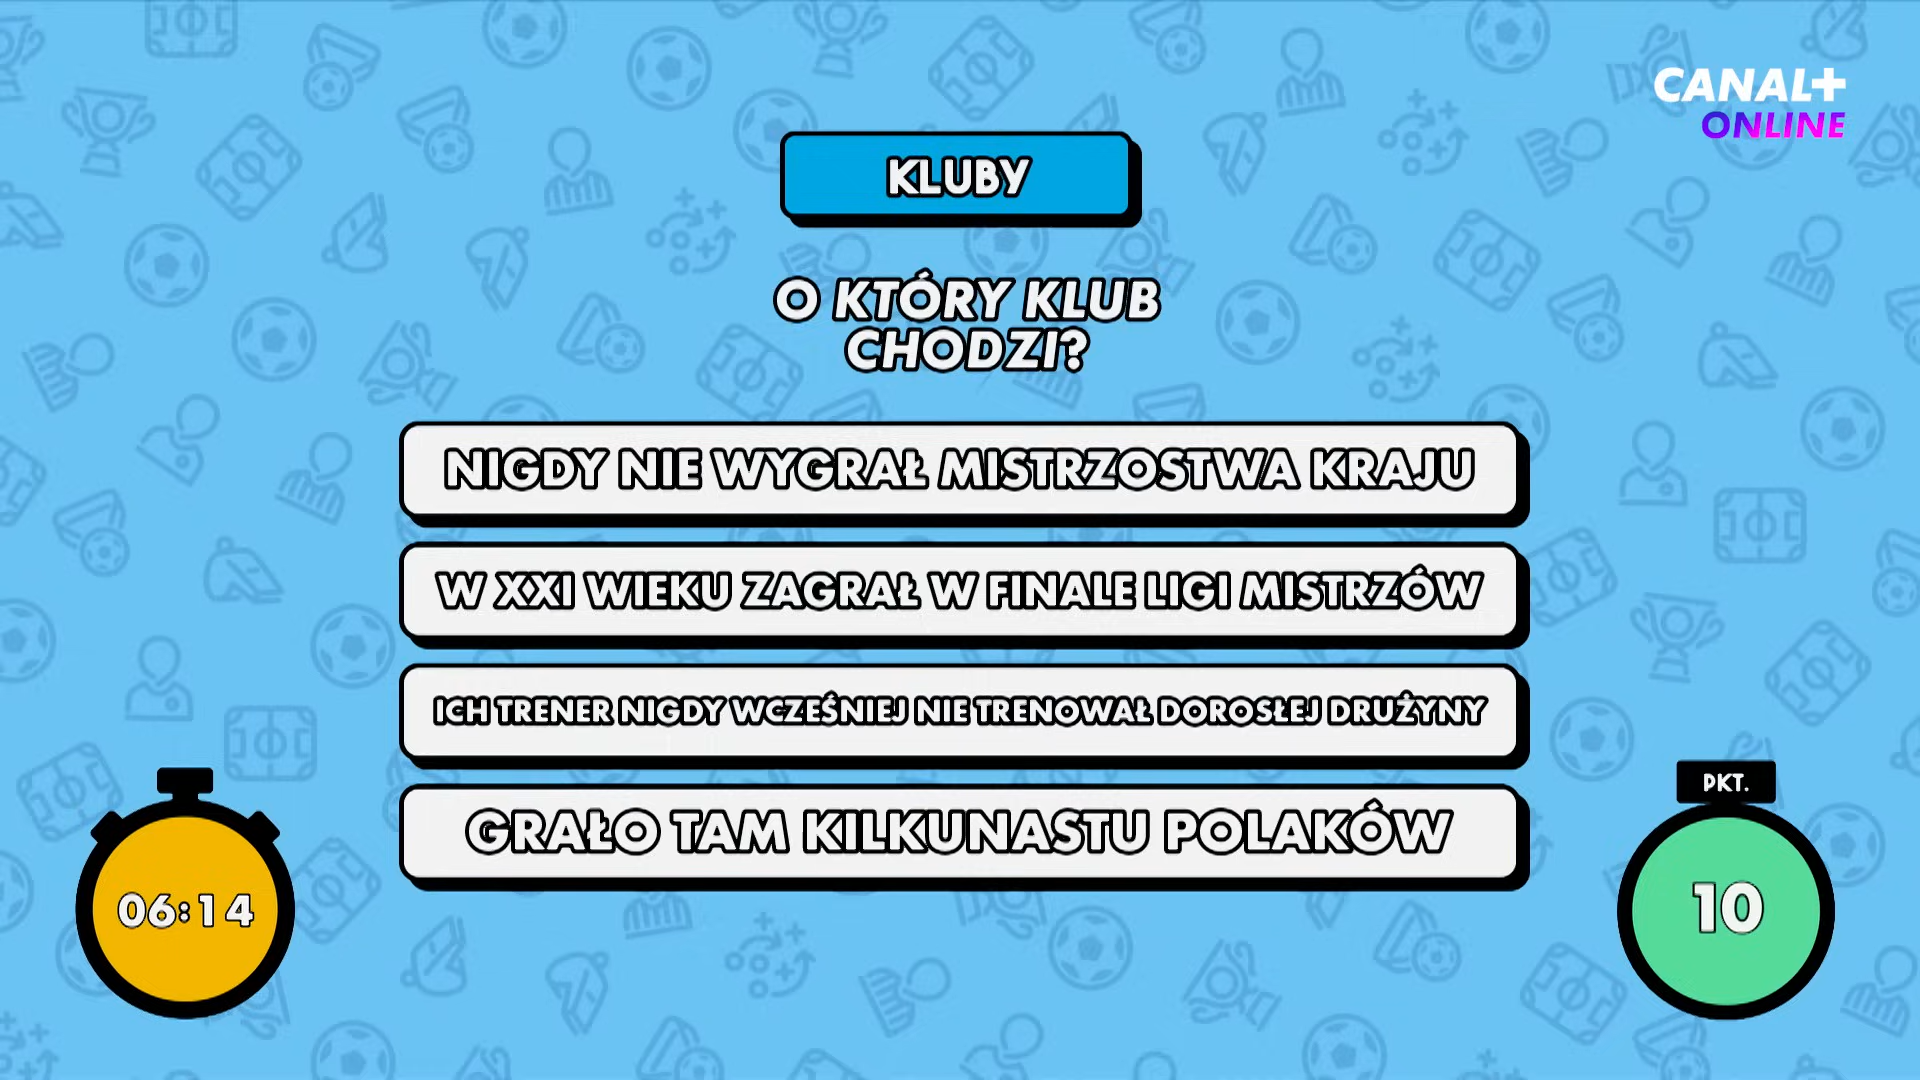 CANAL+
ONLINE
KLUBY
O KTÓRY KLUB
CHODZI?
NIGDY NIE WYGRAŁ MISTRZOSTWA KRAJU
W XXI WIEKU ZAGRAŁ W FINALE LIGI MISTRZÓW
ICH TRENER NIGDY WCZEŚNIEJ NIE TRENOWAŁ DOROSŁEJ DRUŻYNY
GRAŁO TAM KILKUNASTU POLAKÓW
06:14
PKT.
10